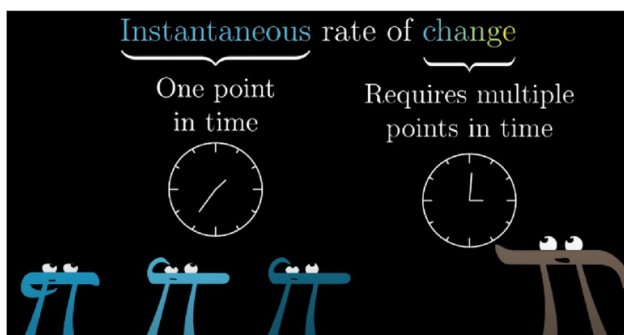 Instantaneous rate of change
One point
in time
Requires multiple
points in time